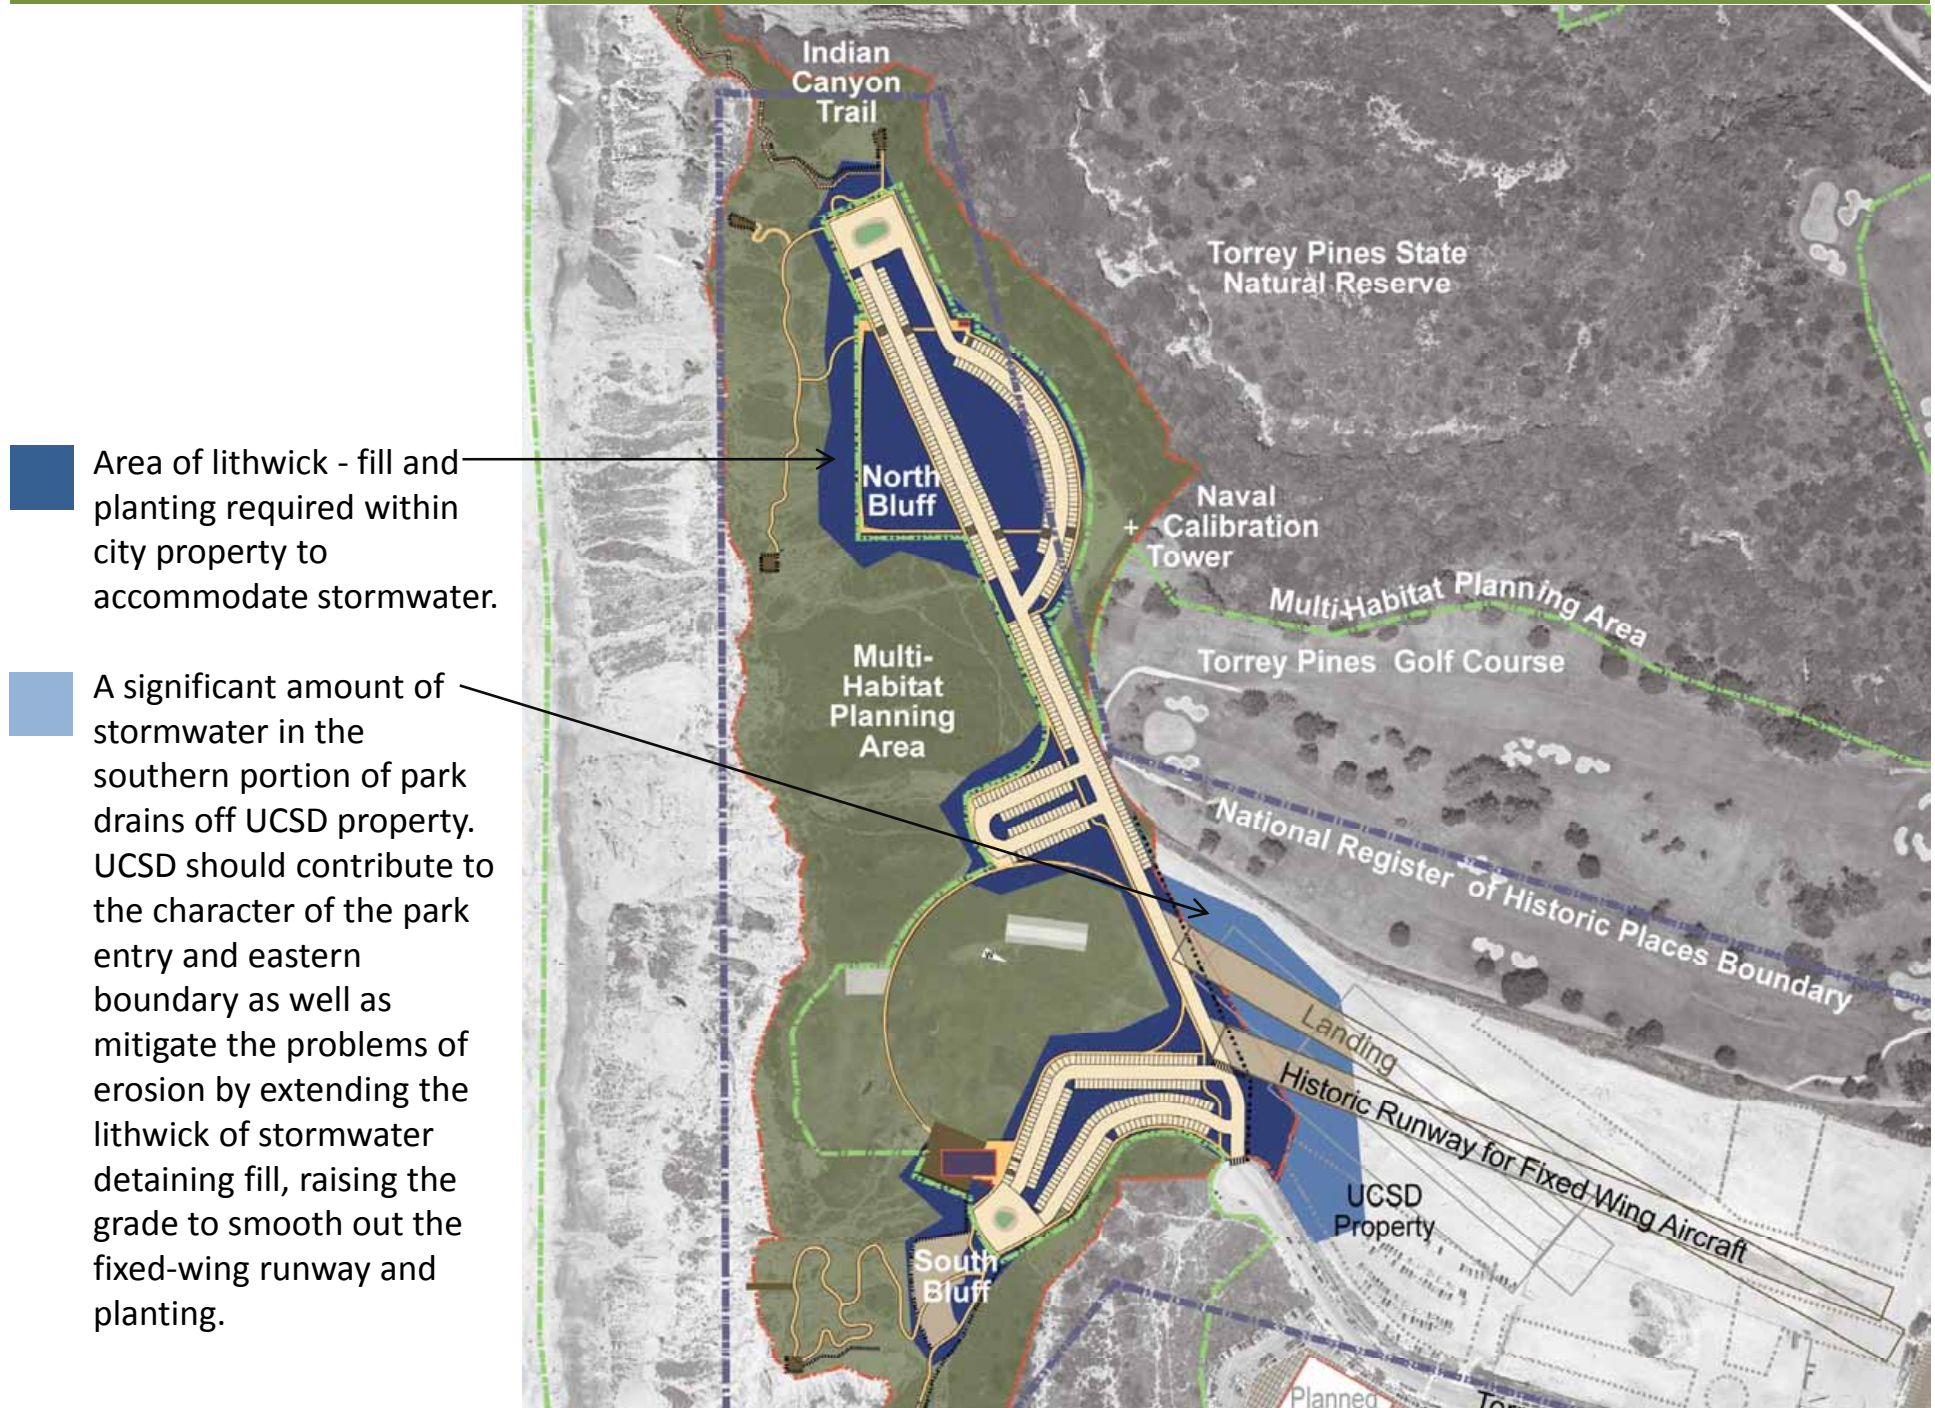 Indian
Canyon
Trail
Torrey Pines State
Natural Reserve
Area of lithwick - fill and
planting required within
city property to
accommodate stormwater.
North
Bluff
Naval
Calibration
Tower
Multi-Habitat Planning Area
Torrey Pines Golf Course
Multi-
Habitat
Planning
Area
A significant amount of
stormwater in the
southern portion of park
drains off UCSD property.
UCSD should contribute to
the character of the park
entry and eastern
boundary as well as
mitigate the problems of
erosion by extending the
lithwick of stormwater
detaining fill, raising the
grade to smooth out the
fixed-wing runway and
planting.
National Register of Historic Places Boundary
Landing
Historic Runway for Fixed Wing Aircraft
UCSD
Property
South
Bluff
Planned